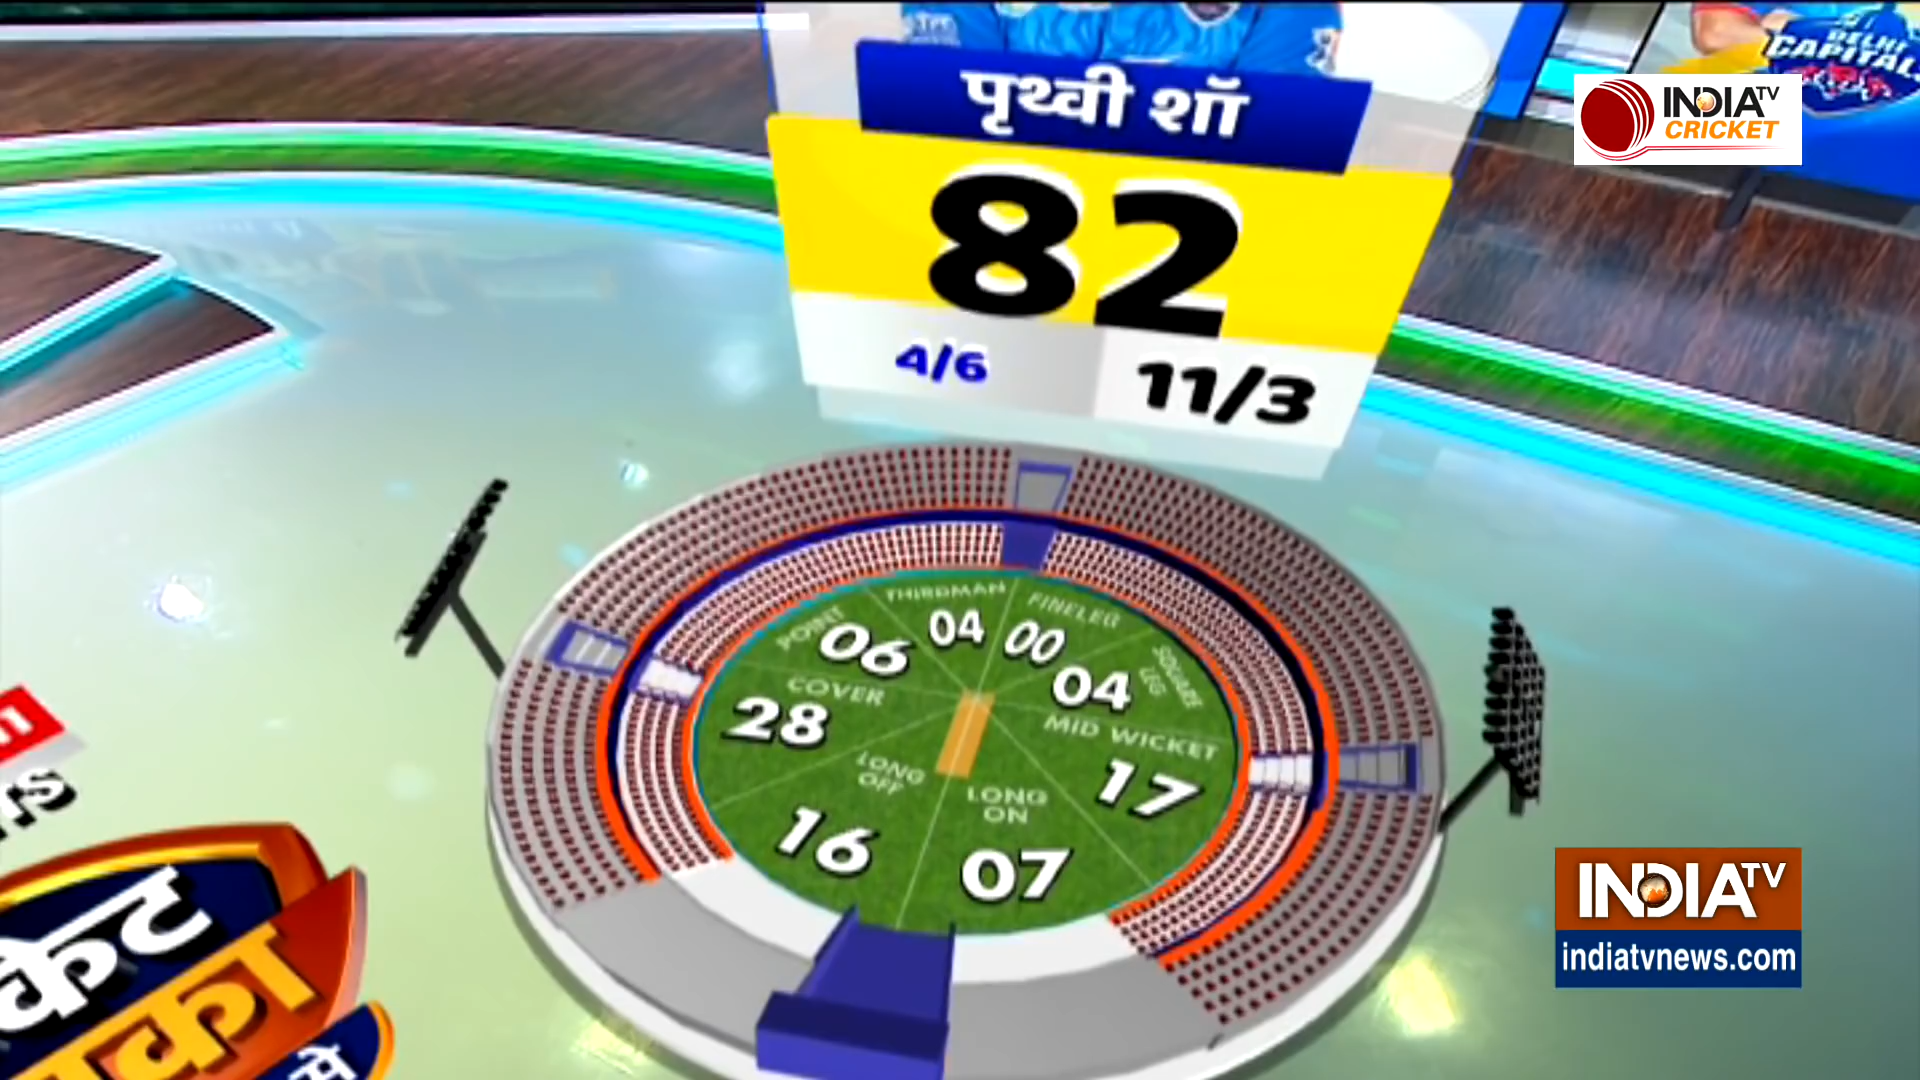 DELHI
CAPITALS
INDIA TV
CRICKET
पृथ्वी शॉ
82
4/6
11/3
THIRDMAN
FINELEG
POINT
04
00
06
SQUARE
LEG
04
COVER
28
MID WICKET
17
LONG
OFF
16
LONG
ON
07
INDIA TV
indiatvnews.com
में